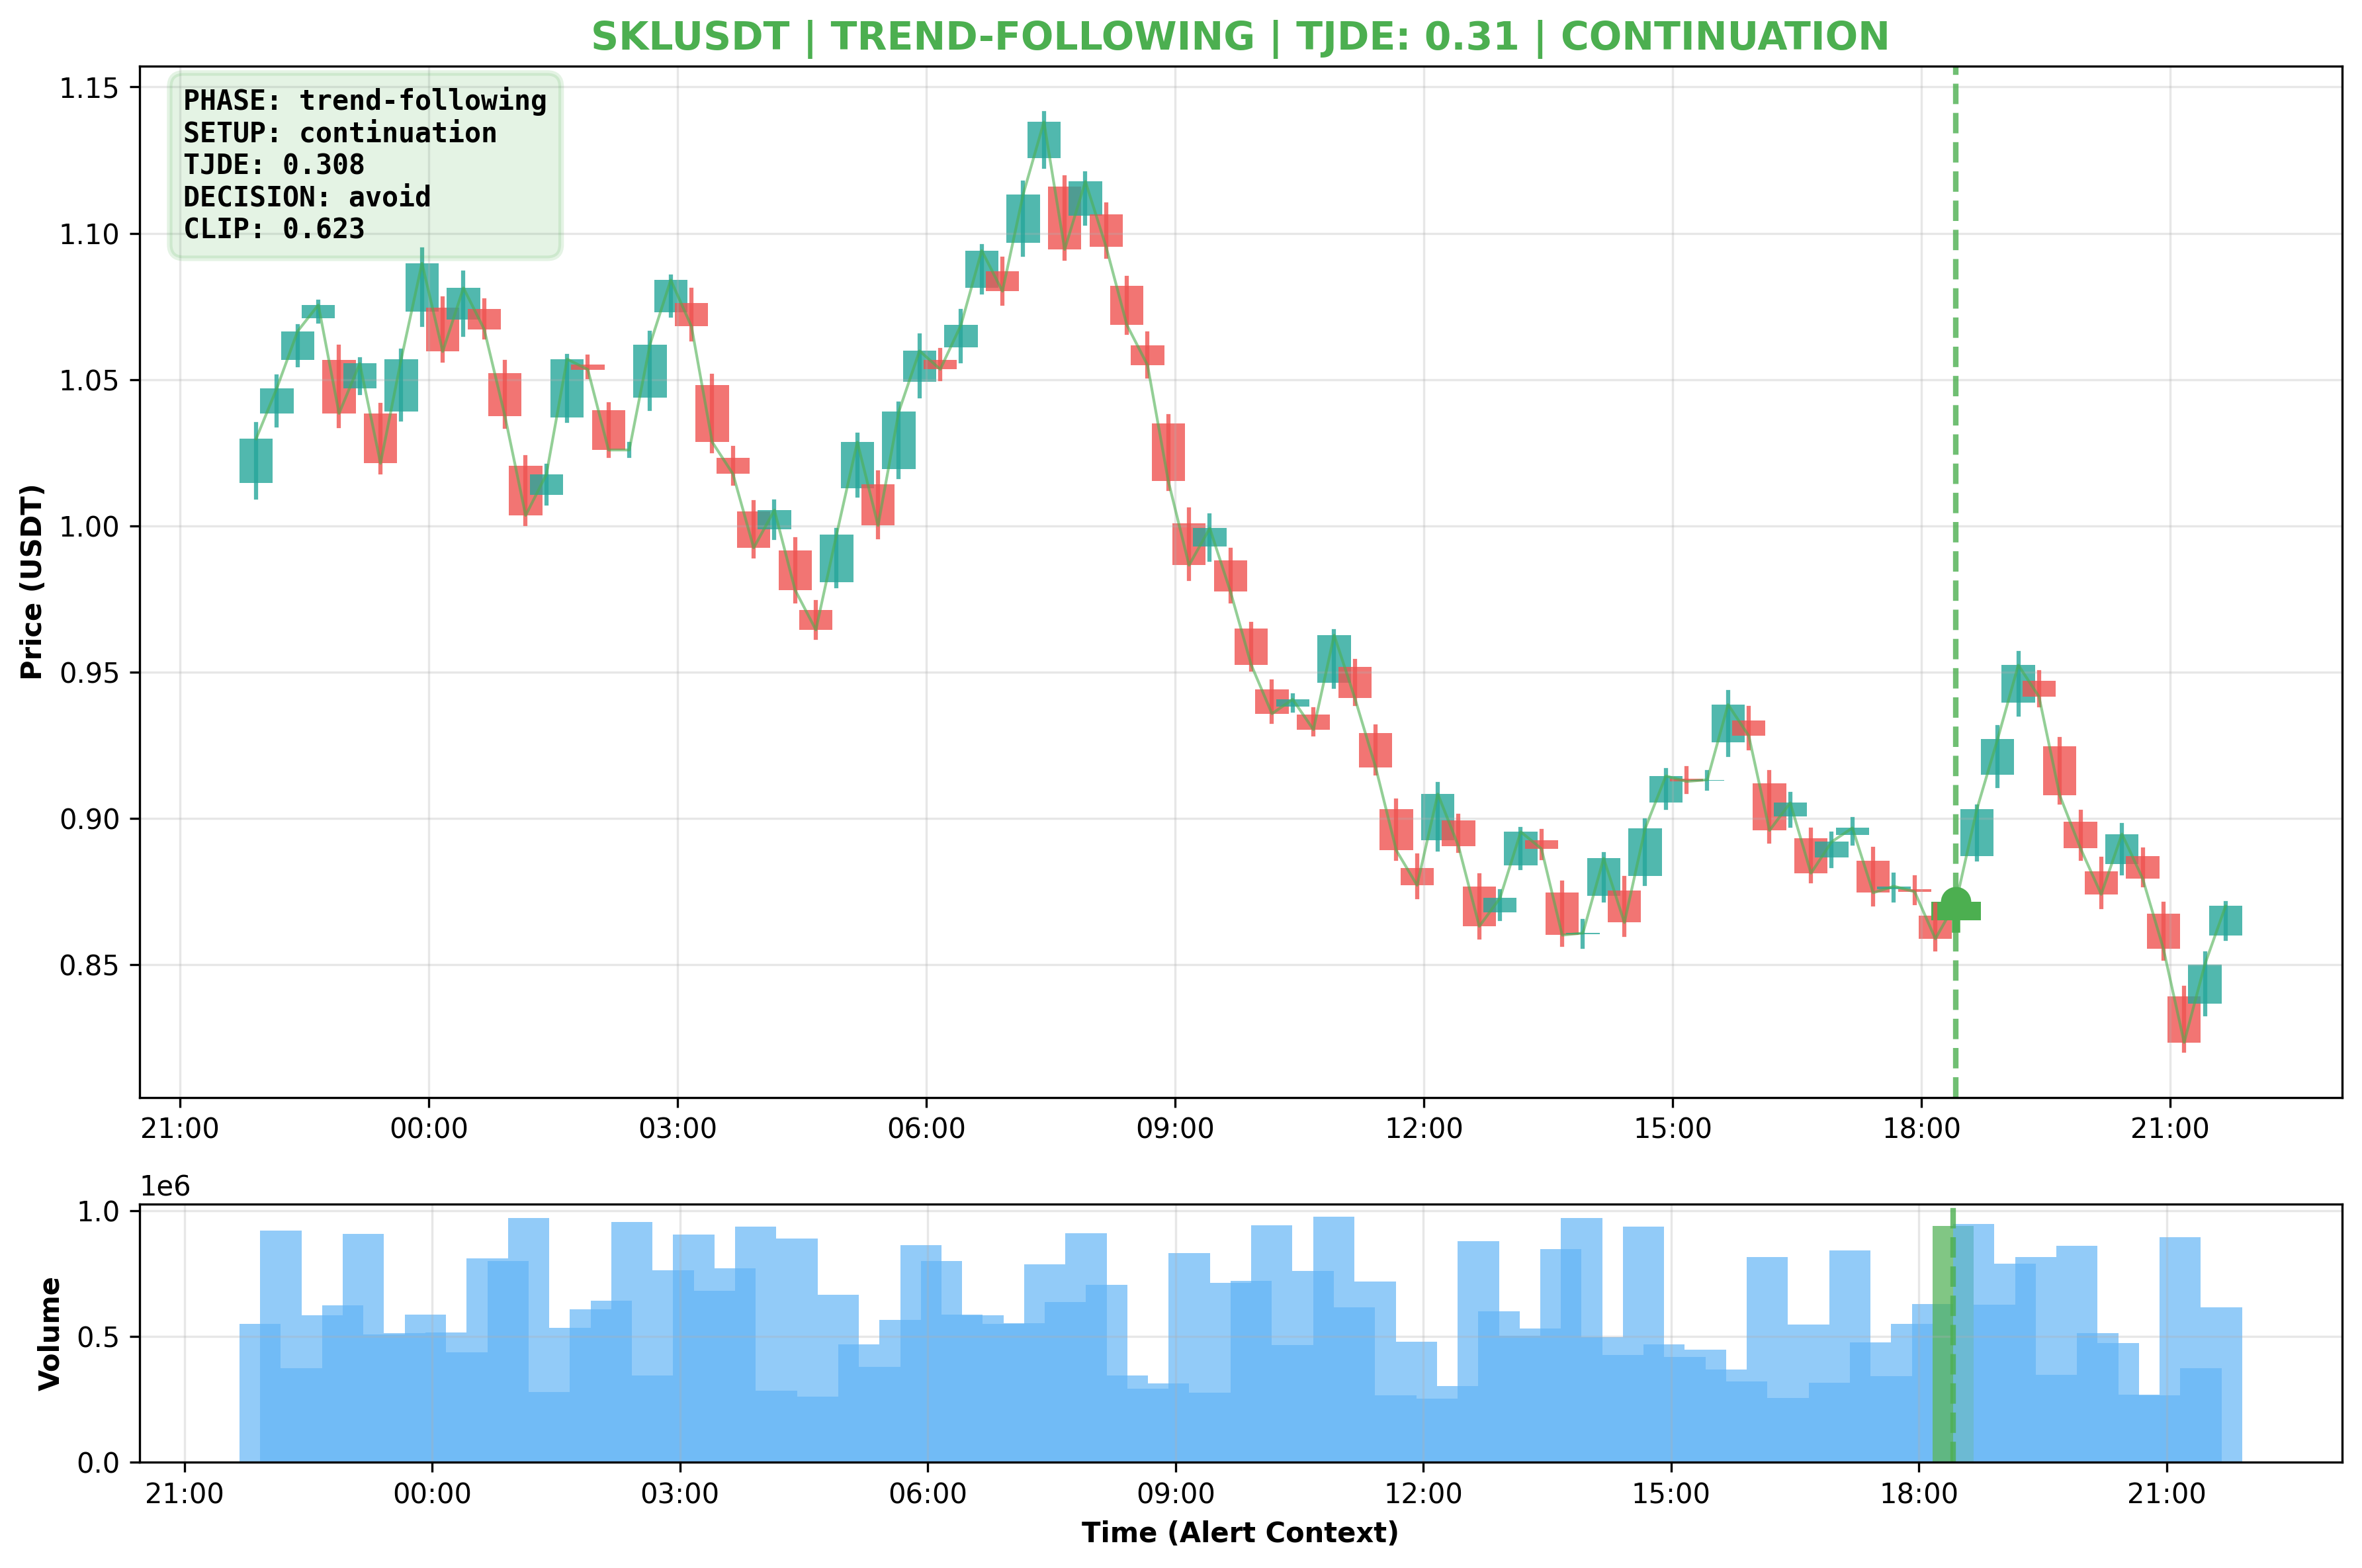 SKLUSDT | TREND-FOLLOWING | TJDE: 0.31 | CONTINUATION
PHASE: trend-following
SETUP: continuation
TJDE: 0.308
DECISION: avoid
CLIP: 0.623
Price (USDT)
1.15
1.10
1.05
1.00
0.95
0.90
0.85
21:00 00:00 03:00 06:00 09:00 12:00 15:00 18:00 21:00
1e6
Volume
1.0
0.5
0.0
21:00 00:00 03:00 06:00 09:00 12:00 15:00 18:00 21:00
Time (Alert Context)